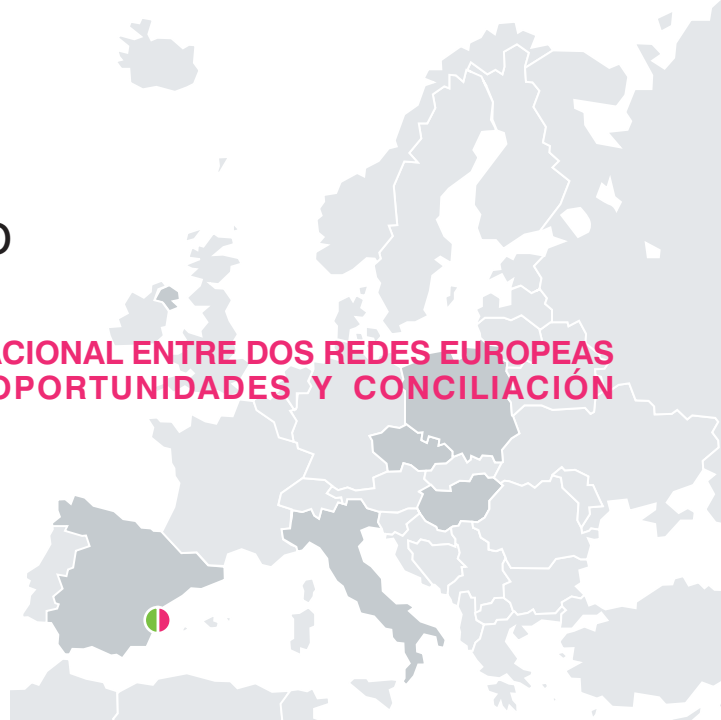 O
ACIONAL ENTRE DOS REDES EUROPEAS
OPORTUNIDADES Y CONCILIACIÓN